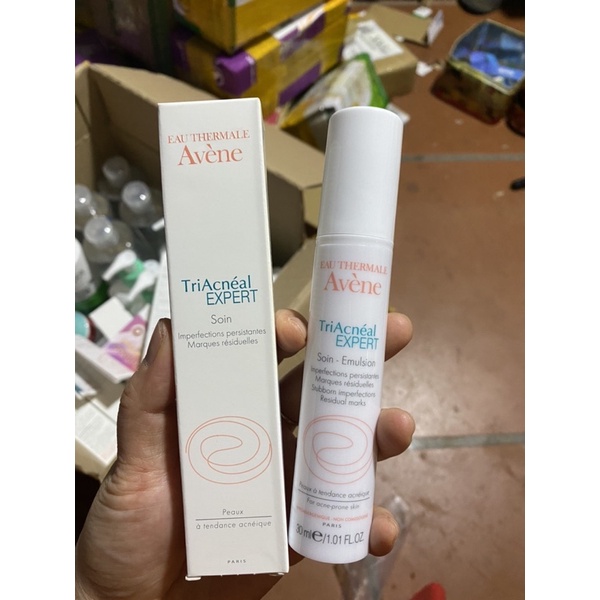 EAU THERMALE
Avène
TriAcnéal
EXPERT
Soin
Imperfections persistantes
Marques résiduelles
Peaux
à tendance acnéique
PARIS
EAU THERMALE
Avène
TriAcnéal
EXPERT
Soin - Emulsion
Imperfections persistantes
Marques résiduelles
Stubborn imperfections
Residual marks
à tendance acnéique
For acne-prone skin
PARIS
30 ml e/1.01 FL.OZ.